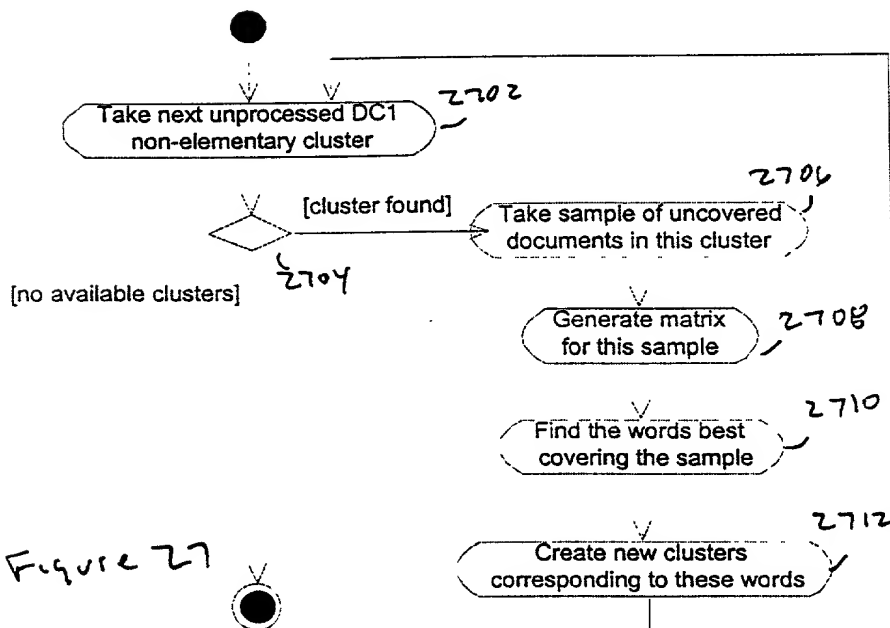 Take next unprocessed DC1
non-elementary cluster
2702
[cluster found]
2706
Take sample of uncovered
documents in this cluster
2704
[no available clusters]
Generate matrix
for this sample
2708
Find the words best
covering the sample
2710
Create new clusters
corresponding to these words
2712
Figure 27